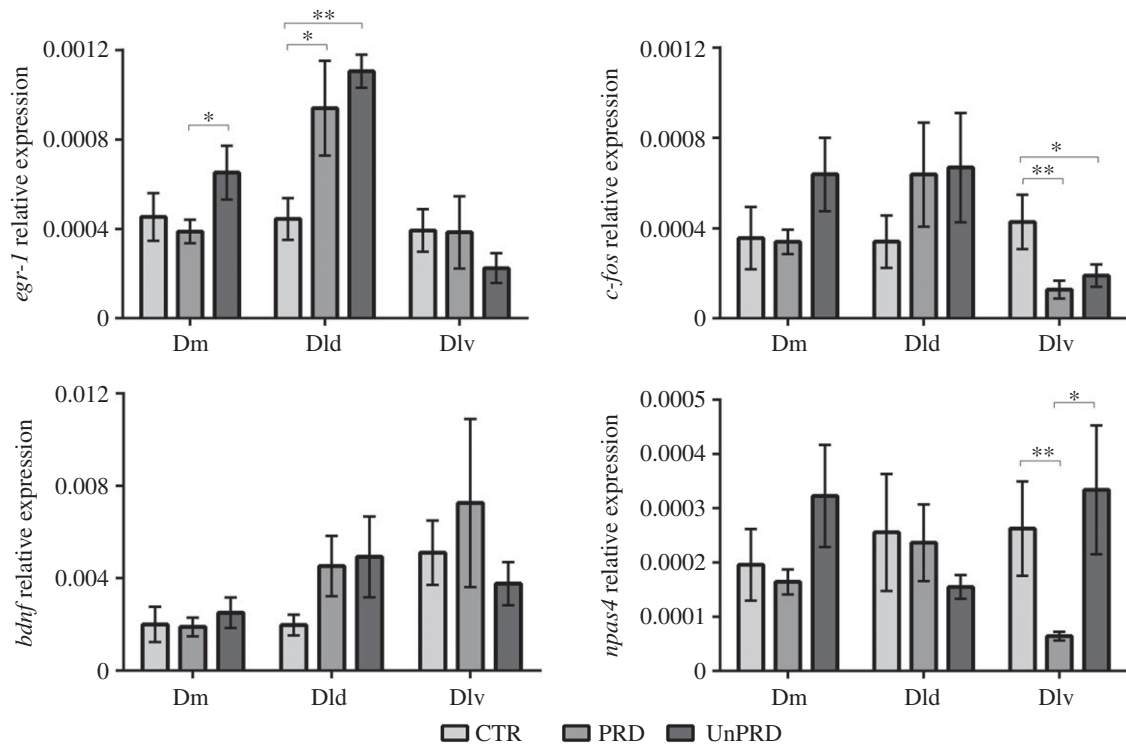 egr-1 relative expression
0.0012
0.0008
0.0004
0
*
*
**
Dm Dld Dlv
c-fos relative expression
0.0012
0.0008
0.0004
0
*
**
Dm Dld Dlv
bdnf relative expression
0.012
0.008
0.004
0
Dm Dld Dlv
npas4 relative expression
0.0005
0.0004
0.0003
0.0002
0.0001
0
*
**
Dm Dld Dlv
CTR PRD UnPRD